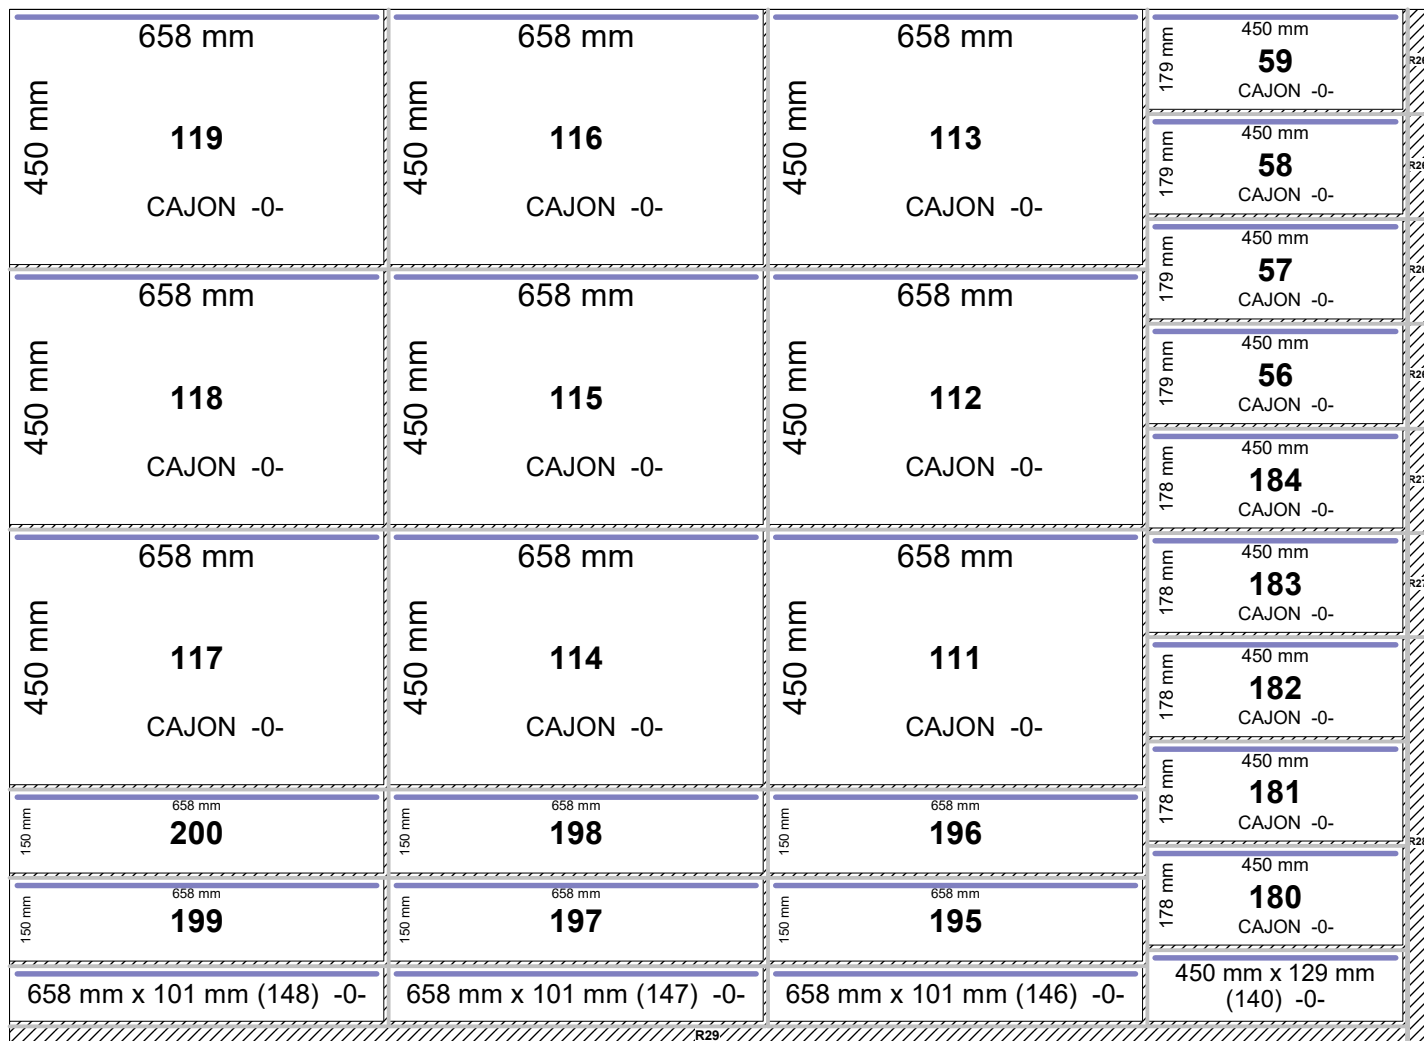 658 mm
450 mm
119
CAJON -0-
658 mm
450 mm
116
CAJON -0-
658 mm
450 mm
113
CAJON -0-
450 mm
179 mm
59
CAJON -0-
450 mm
179 mm
58
CAJON -0-
450 mm
179 mm
57
CAJON -0-
450 mm
179 mm
56
CAJON -0-
658 mm
450 mm
118
CAJON -0-
658 mm
450 mm
115
CAJON -0-
658 mm
450 mm
112
CAJON -0-
450 mm
178 mm
184
CAJON -0-
450 mm
178 mm
183
CAJON -0-
658 mm
450 mm
117
CAJON -0-
658 mm
450 mm
114
CAJON -0-
658 mm
450 mm
111
CAJON -0-
450 mm
178 mm
182
CAJON -0-
450 mm
178 mm
181
CAJON -0-
658 mm
150 mm
200
658 mm
150 mm
198
658 mm
150 mm
196
450 mm
178 mm
180
CAJON -0-
658 mm
150 mm
199
658 mm
150 mm
197
658 mm
150 mm
195
658 mm x 101 mm (148) -0-
658 mm x 101 mm (147) -0-
658 mm x 101 mm (146) -0-
450 mm x 129 mm
(140) -0-
R29